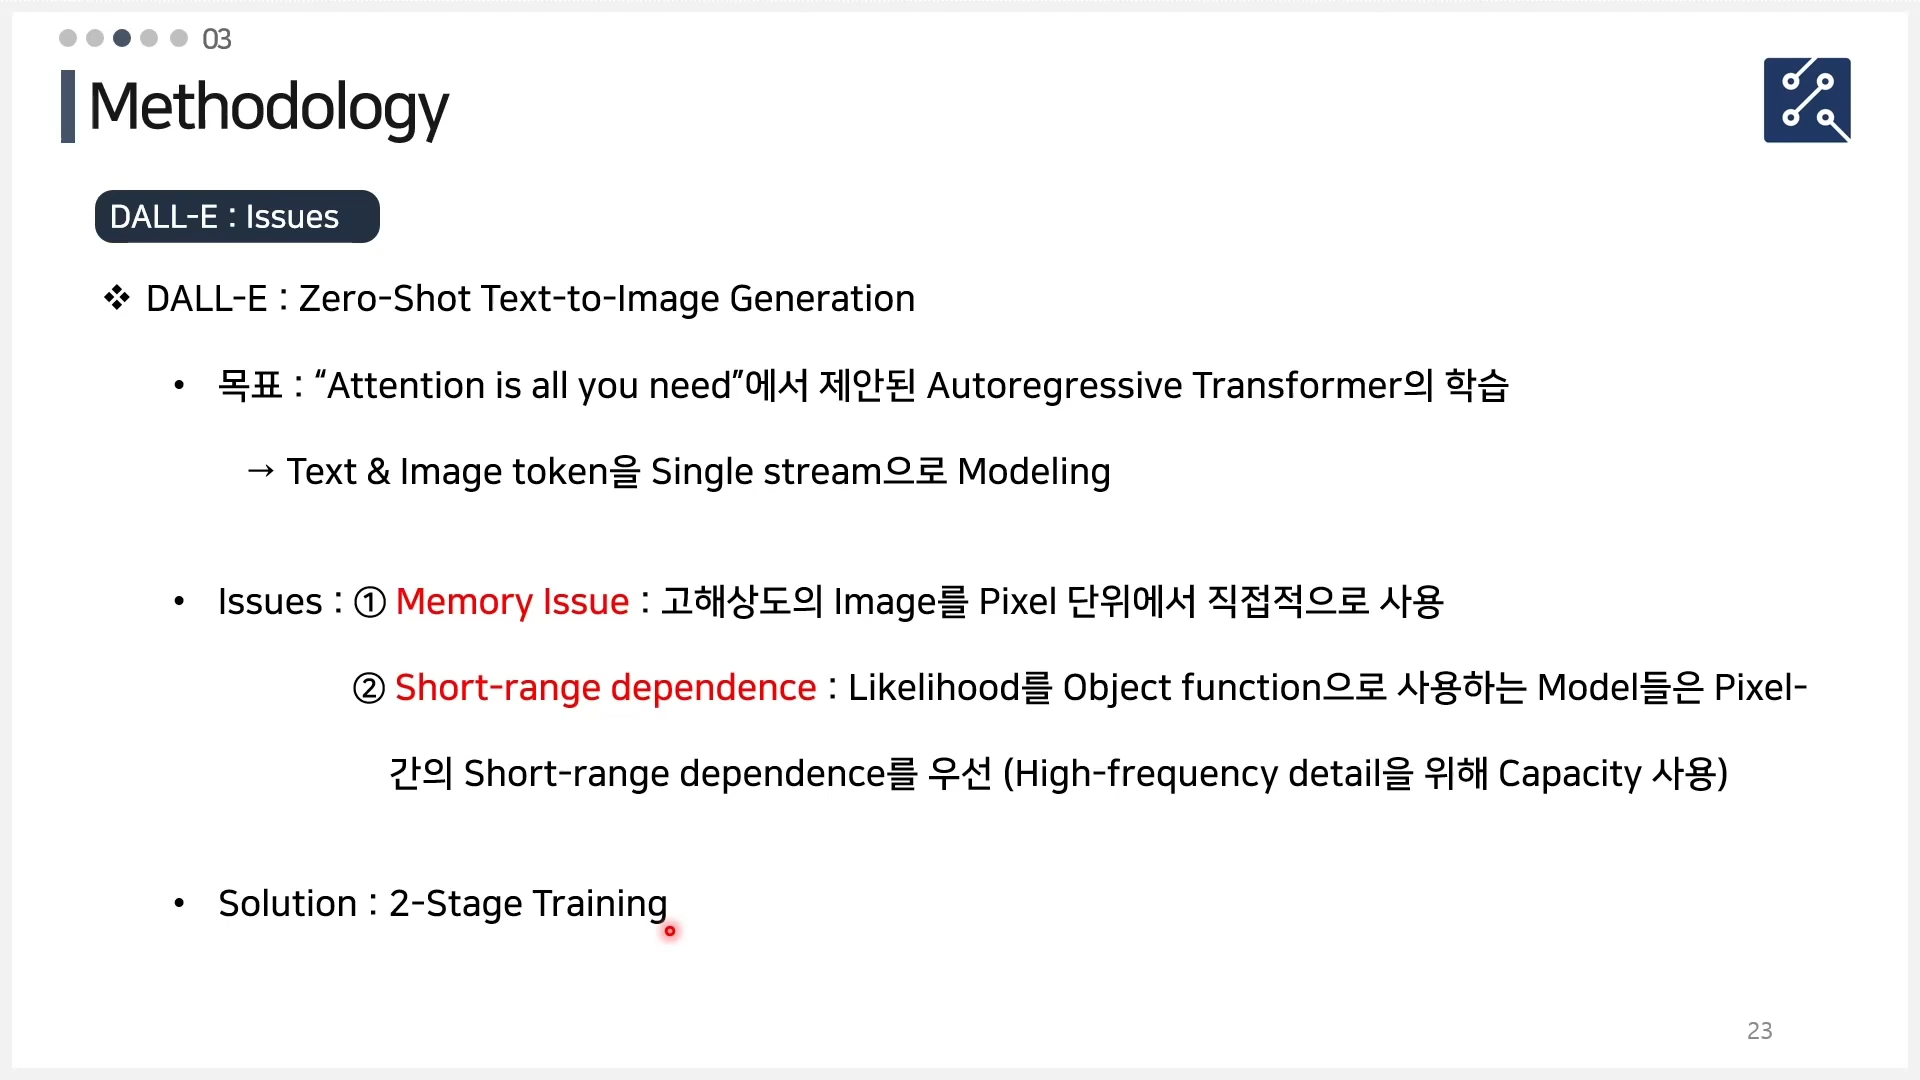 03
Methodology
DALL-E : Issues
❖ DALL-E : Zero-Shot Text-to-Image Generation
• 목표 : “Attention is all you need”에서 제안된 Autoregressive Transformer의 학습
→ Text & Image token을 Single stream으로 Modeling
• Issues : ① Memory Issue : 고해상도의 Image를 Pixel 단위에서 직접적으로 사용
② Short-range dependence : Likelihood를 Object function으로 사용하는 Model들은 Pixel-
간의 Short-range dependence를 우선 (High-frequency detail을 위해 Capacity 사용)
• Solution : 2-Stage Training
23